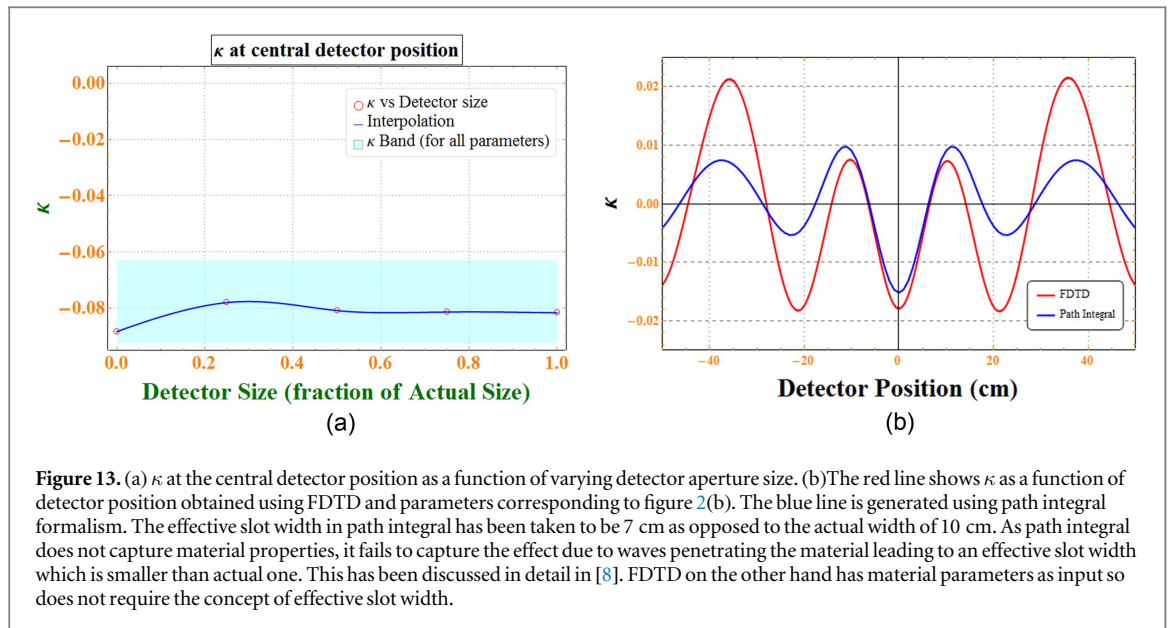 κ at central detector position
0.00
−0.02
−0.04
−0.06
−0.08
κ
κ vs Detector size
Interpolation
κ Band (for all parameters)
0.0 0.2 0.4 0.6 0.8 1.0
Detector Size (fraction of Actual Size)
(a)
0.02
0.01
0.00
−0.01
−0.02
κ
FDTD
Path Integral
−40 −20 0 20 40
Detector Position (cm)
(b)
Figure 13. (a) κ at the central detector position as a function of varying detector aperture size. (b)The red line shows κ as a function of
detector position obtained using FDTD and parameters corresponding to figure 2(b). The blue line is generated using path integral
formalism. The effective slot width in path integral has been taken to be 7 cm as opposed to the actual width of 10 cm. As path integral
does not capture material properties, it fails to capture the effect due to waves penetrating the material leading to an effective slot width
which is smaller than actual one. This has been discussed in detail in [8]. FDTD on the other hand has material parameters as input so
does not require the concept of effective slot width.